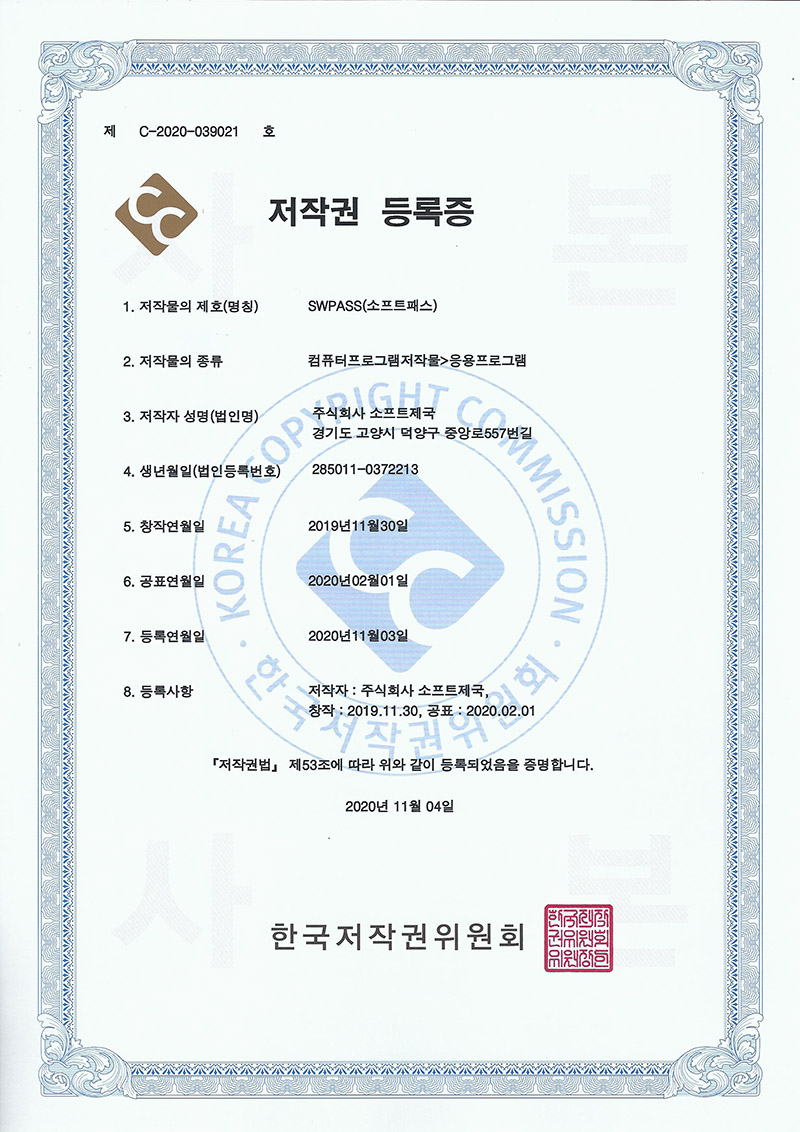 제 C-2020-039021 호
저작권 등록증
1. 저작물의 제호(명칭) SWPASS(소프트패스)
2. 저작물의 종류 컴퓨터프로그램저작물>응용프로그램
3. 저작자 성명(법인명) 주식회사 소프트제국
경기도 고양시 덕양구 중앙로557번길
4. 생년월일(법인등록번호) 285011-0372213
5. 창작연월일 2019년11월30일
6. 공표연월일 2020년02월01일
7. 등록연월일 2020년11월03일
8. 등록사항 저작자 : 주식회사 소프트제국,
창작 : 2019.11.30, 공표 : 2020.02.01
『저작권법』 제53조에 따라 위와 같이 등록되었음을 증명합니다.
2020년 11월 04일
한국저작권위원회
KOREA COPYRIGHT COMMISSION
한국저작권위원회
사 본
사 본